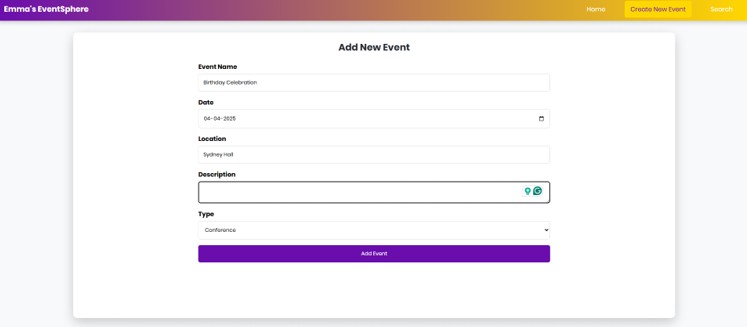 Emma's EventSphere
Home
Create New Event
Search
Add New Event
Event Name
Birthday Celebration
Date
04-04-2025
Location
Sydney Hall
Description
Type
Conference
Add Event